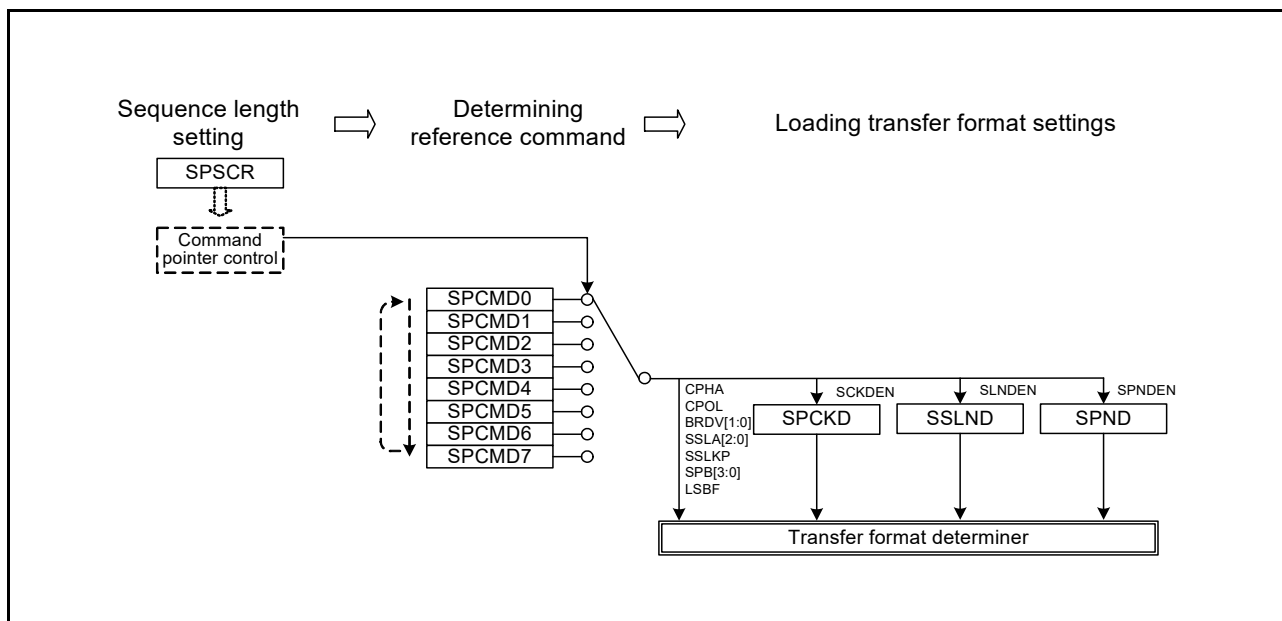 Sequence length
setting
Determining
reference command
Loading transfer format settings
SPSCR
Command
pointer control
SPCMD0
SPCMD1
SPCMD2
SPCMD3
SPCMD4
SPCMD5
SPCMD6
SPCMD7
CPHA
CPOL
BRDV[1:0]
SSLA[2:0]
SSLKP
SPB[3:0]
LSBF
SCKDEN
SPCKD
SLNDEN
SSLND
SPNDEN
SPND
Transfer format determiner